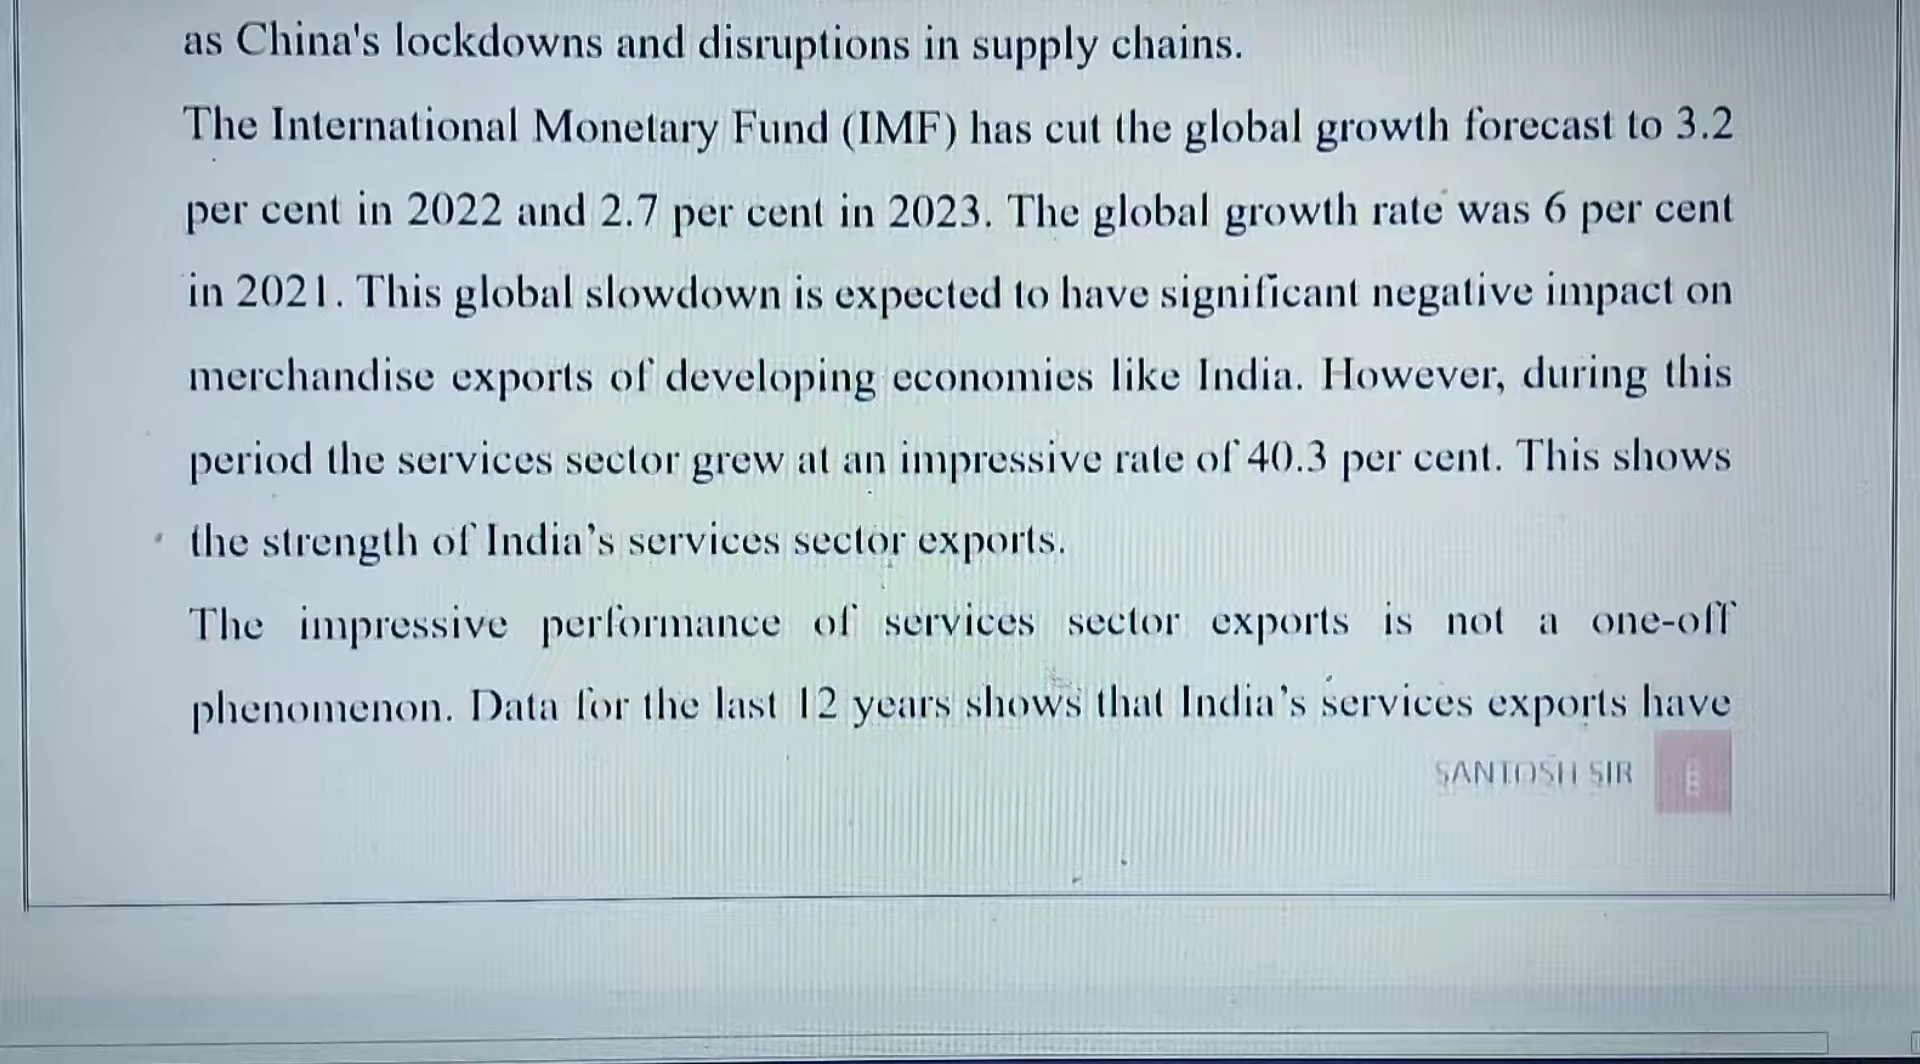 as China's lockdowns and disruptions in supply chains.
The International Monetary Fund (IMF) has cut the global growth forecast to 3.2
per cent in 2022 and 2.7 per cent in 2023. The global growth rate was 6 per cent
in 2021. This global slowdown is expected to have significant negative impact on
merchandise exports of developing economies like India. However, during this
period the services sector grew at an impressive rate of 40.3 per cent. This shows
the strength of India’s services sector exports.
The impressive performance of services sector exports is not a one-off
phenomenon. Data for the last 12 years shows that India’s services exports have
SANTOSH SIR